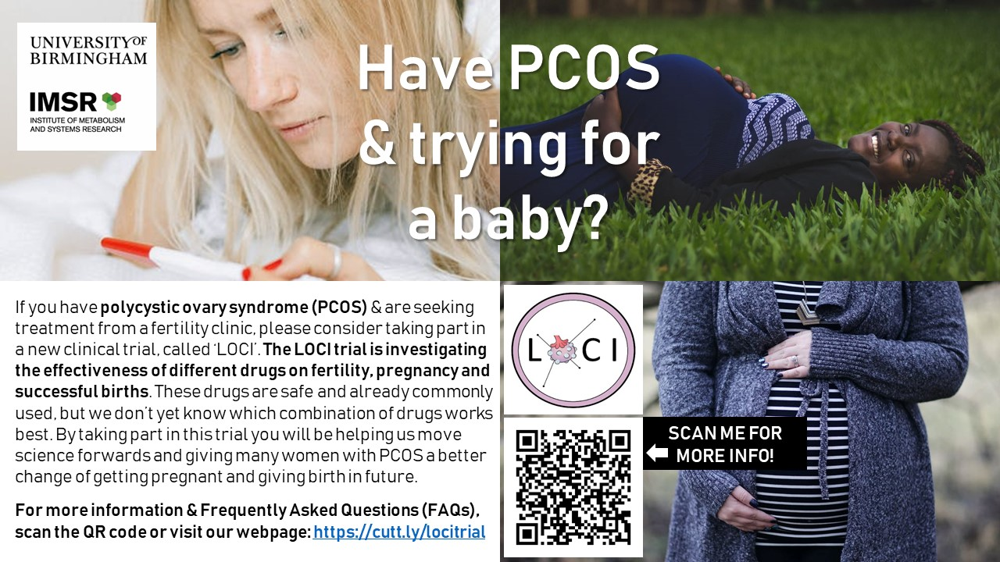 UNIVERSITY OF
BIRMINGHAM
IMSR
INSTITUTE OF METABOLISM
AND SYSTEMS RESEARCH
Have PCOS
& trying for
a baby?
If you have polycystic ovary syndrome (PCOS) & are seeking
treatment from a fertility clinic, please consider taking part in
a new clinical trial, called ‘LOCI’. The LOCI trial is investigating
the effectiveness of different drugs on fertility, pregnancy and
successful births. These drugs are safe and already commonly
used, but we don’t yet know which combination of drugs works
best. By taking part in this trial you will be helping us move
science forwards and giving many women with PCOS a better
change of getting pregnant and giving birth in future.
For more information & Frequently Asked Questions (FAQs),
scan the QR code or visit our webpage: https://cutt.ly/locitrial
L CI
SCAN ME FOR
MORE INFO!